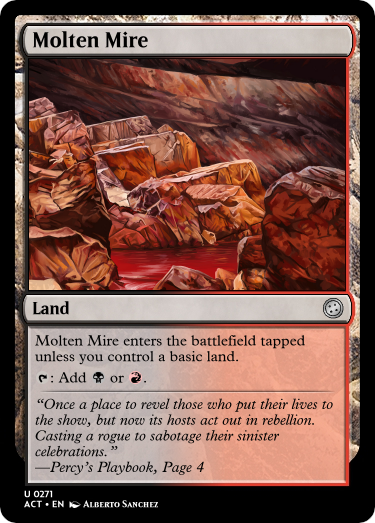 Molten Mire
Land
Molten Mire enters the battlefield tapped
unless you control a basic land.
: Add or .
“Once a place to revel those who put their lives to
the show, but now its hosts act out in rebellion.
Casting a rogue to sabotage their sinister
celebrations.”
—Percy’s Playbook, Page 4
U 0271
ACT • EN Alberto Sanchez